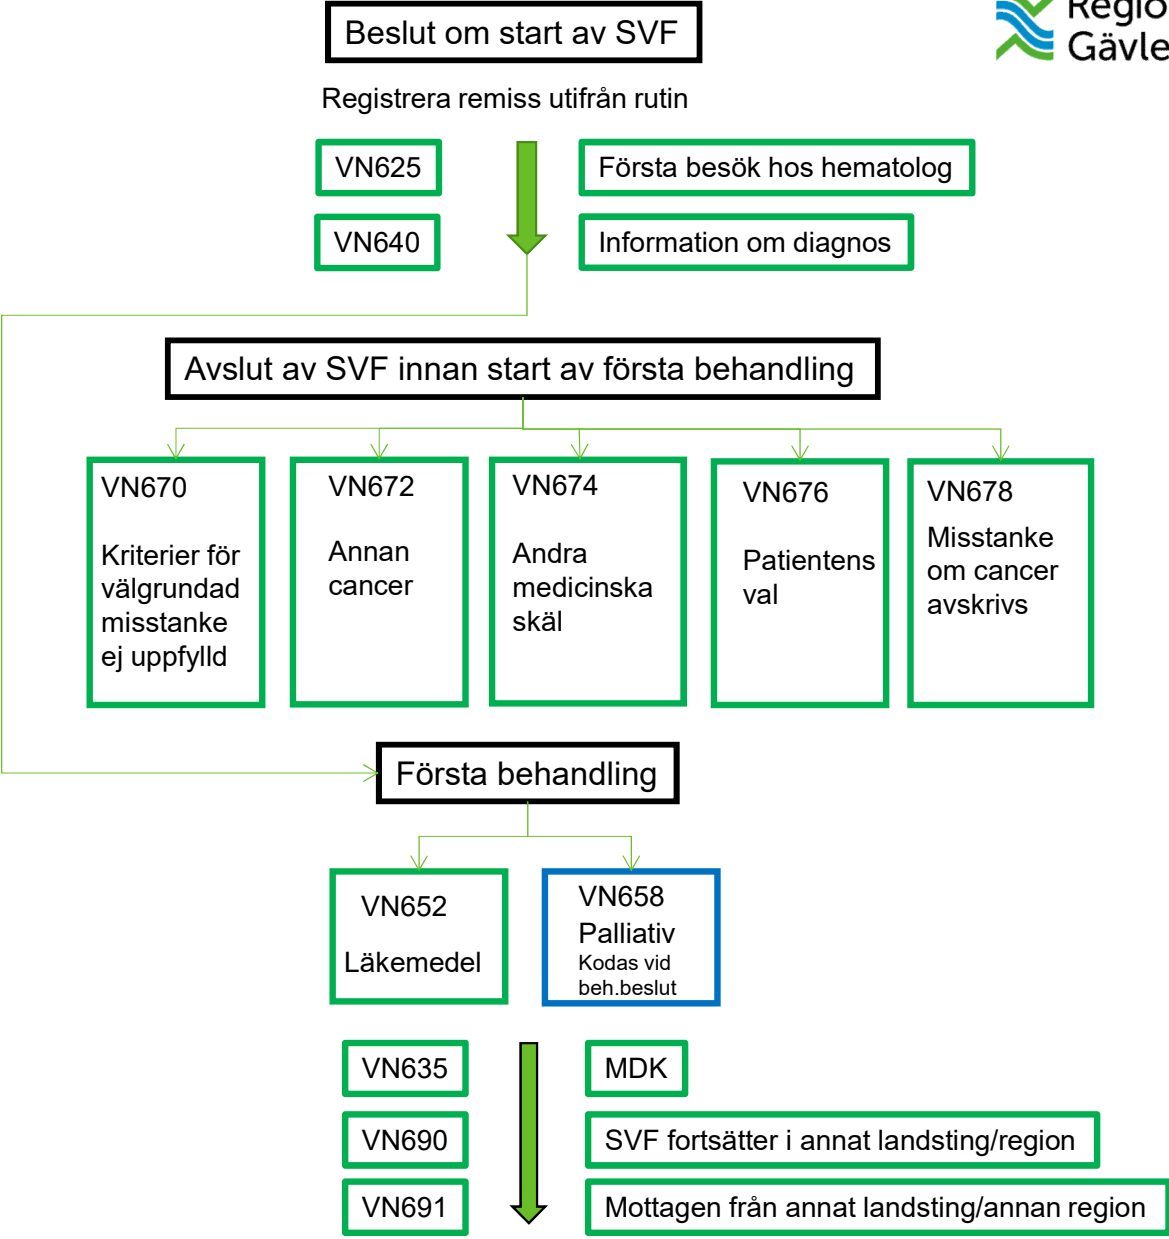 Beslut om start av SVF
Regio
Gävle
Registrera remiss utifrån rutin
VN625
Första besök hos hematolog
VN640
Information om diagnos
Avslut av SVF innan start av första behandling
VN670
Kriterier för
välgrundad
misstanke
ej uppfylld
VN672
Annan
cancer
VN674
Andra
medicinska
skäl
VN676
Patientens
val
VN678
Misstanke
om cancer
avskrivs
Första behandling
VN652
Läkemedel
VN658
Palliativ
Kodas vid
beh.beslut
VN635
MDK
VN690
SVF fortsätter i annat landsting/region
VN691
Mottagen från annat landsting/annan region